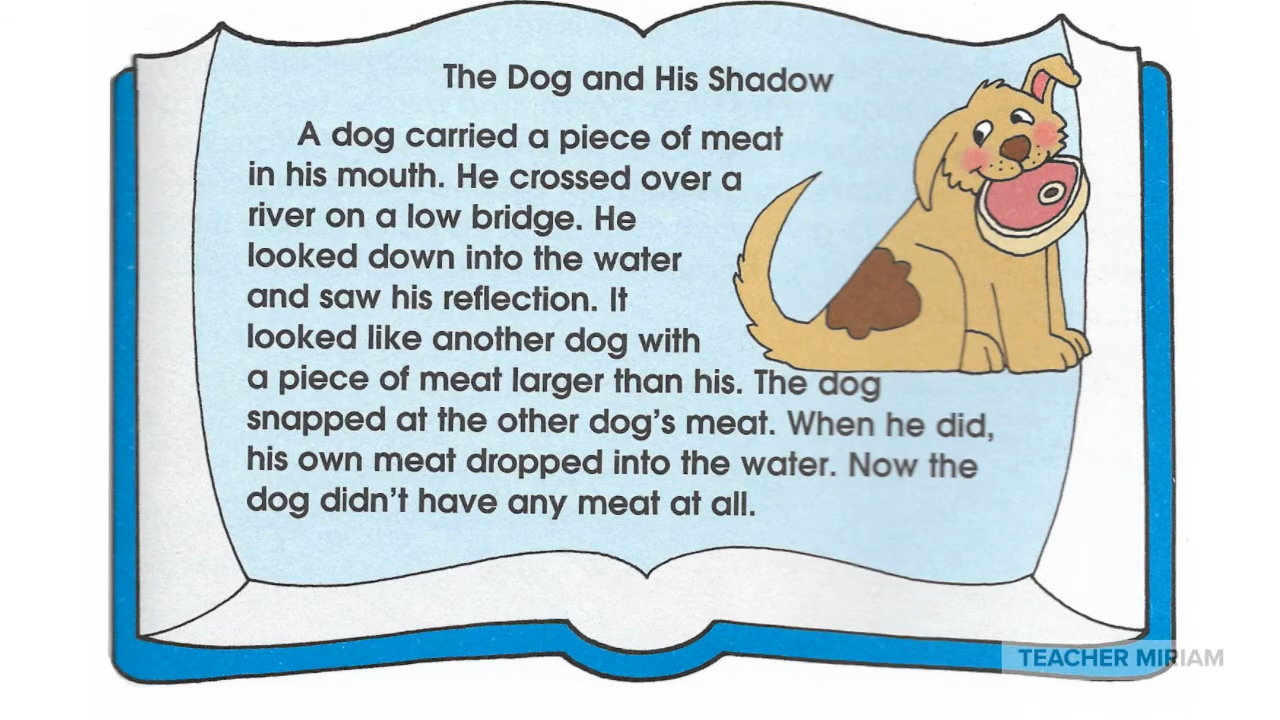 The Dog and His Shadow
A dog carried a piece of meat
in his mouth. He crossed over a
river on a low bridge. He
looked down into the water
and saw his reflection. It
looked like another dog with
a piece of meat larger than his. The dog
snapped at the other dog's meat. When he did,
his own meat dropped into the water. Now the
dog didn't have any meat at all.
TEACHER MIRIAM